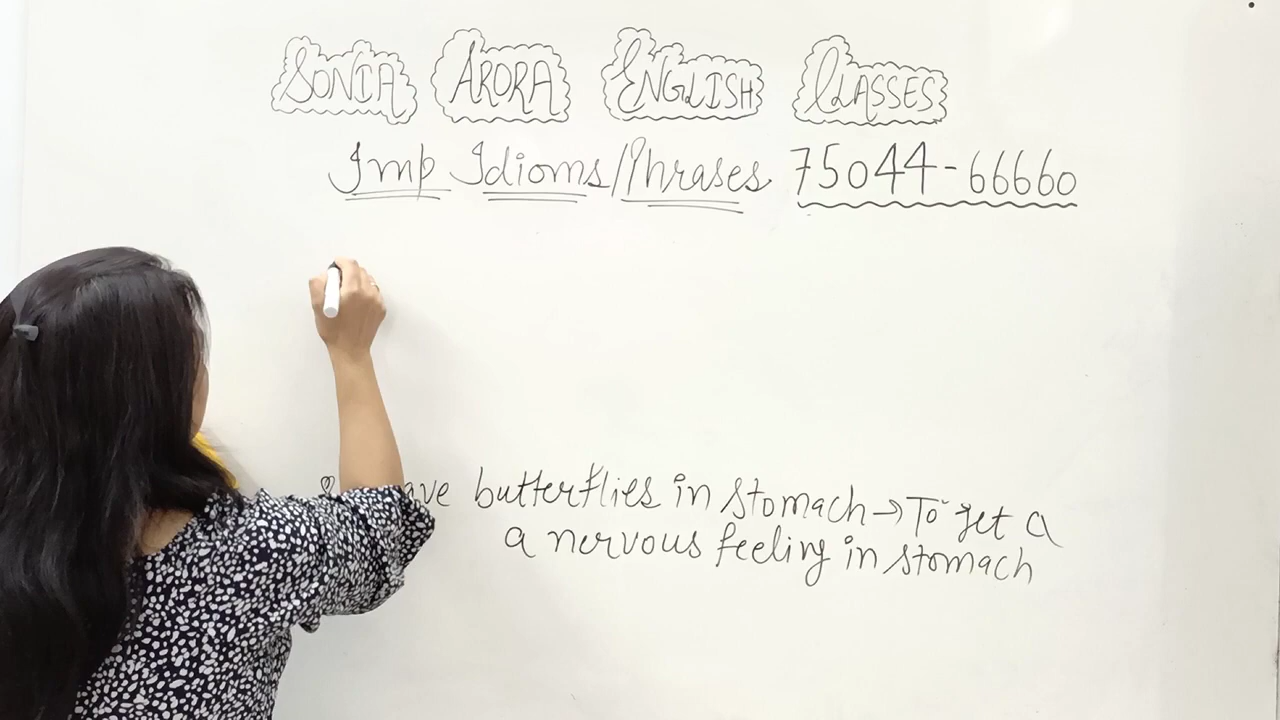 SONIA ARORA ENGLISH CLASSES
Imp Idioms/Phrases 75044-66660
ave butterflies in stomach → To get a
a nervous feeling in stomach